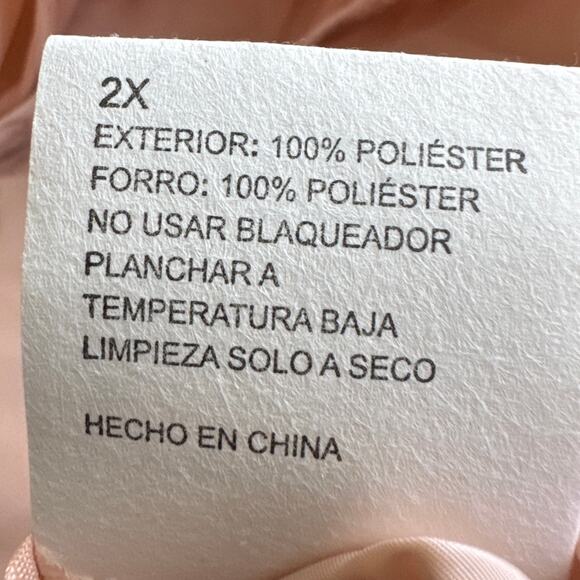 2X
EXTERIOR: 100% POLIÉSTER
FORRO: 100% POLIÉSTER
NO USAR BLAQUEADOR
PLANCHAR A
TEMPERATURA BAJA
LIMPIEZA SOLO A SECO
HECHO EN CHINA